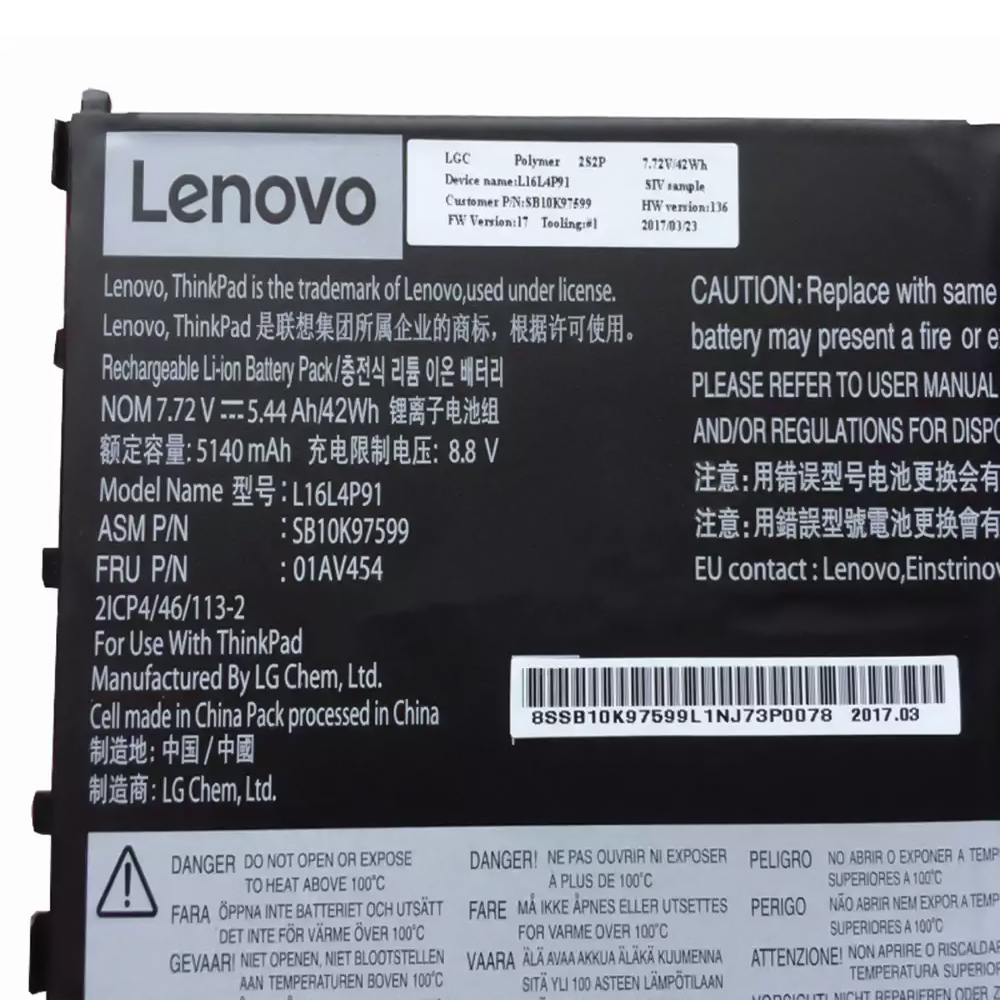 Lenovo
LGC Polymer 2S2P 7.72V/42Wh
Device name:L16L4P91 SIV sample
Customer P/N:SB10K97599 HW version:136
FW Version:17 Tooling:#1 2017/03/23
Lenovo, ThinkPad is the trademark of Lenovo,used under license.
Lenovo, ThinkPad 是联想集团所属企业的商标，根据许可使用。
Rechargeable Li-ion Battery Pack/충전식 리튬 이온 배터리
NOM 7.72 V ⎓ 5.44 Ah/42Wh 锂离子电池组
额定容量: 5140 mAh 充电限制电压: 8.8 V
Model Name 型号: L16L4P91
ASM P/N : SB10K97599
FRU P/N : 01AV454
2ICP4/46/113-2
For Use With ThinkPad
Manufactured By LG Chem, Ltd.
Cell made in China Pack processed in China
制造地: 中国 / 中國
制造商: LG Chem, Ltd.
CAUTION: Replace with same
battery may present a fire or
PLEASE REFER TO USER MANUAL
AND/OR REGULATIONS FOR
注意: 用错误型号电池更换会有
注意: 用錯誤型號電池更換會有
EU contact : Lenovo,
8SSB10K97599L1NJ73P0078 2017.03
DANGER DO NOT OPEN OR EXPOSE
TO HEAT ABOVE 100°C
FARA ÖPPNA INTE BATTERIET OCH UTSÄTT
DET INTE FÖR VÄRME ÖVER 100°C
GEVAAR! NIET OPENEN, NIET BLOOTSTELLEN
AAN TEMPERATUREN BOVEN 100°C
DANGER! NE PAS OUVRIR NI EXPOSER
À PLUS DE 100°C
FARE MÅ IKKE ÅPNES ELLER UTSETTES
FOR VARME OVER 100°C
VAARA ÄLÄ AVAA AKKUA ÄLÄKÄ KUUMENNA
SITÄ YLI 100 ASTEEN LÄMPÖTILAAN
PELIGRO NO ABRIR O EXPONER A
SUPERIORES A 100°C
PERIGO NÃO ABRIR NEM EXPOR A
SUPERIORES A 100°C
ATTENZIONE! NON APRIRE O
TEMPERATURA
VORSICHT! NICHT REPARIEREN ODER